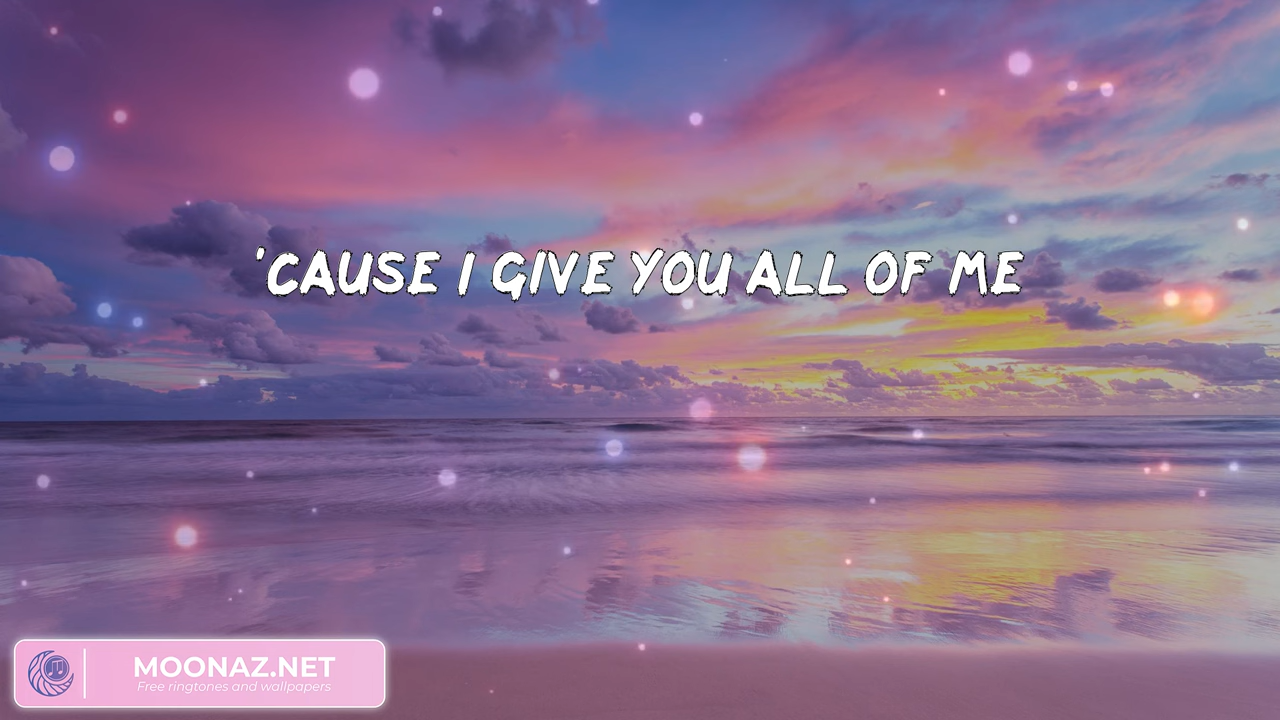 'CAUSE I GIVE YOU ALL OF ME
MOONAZ.NET
Free ringtones and wallpapers